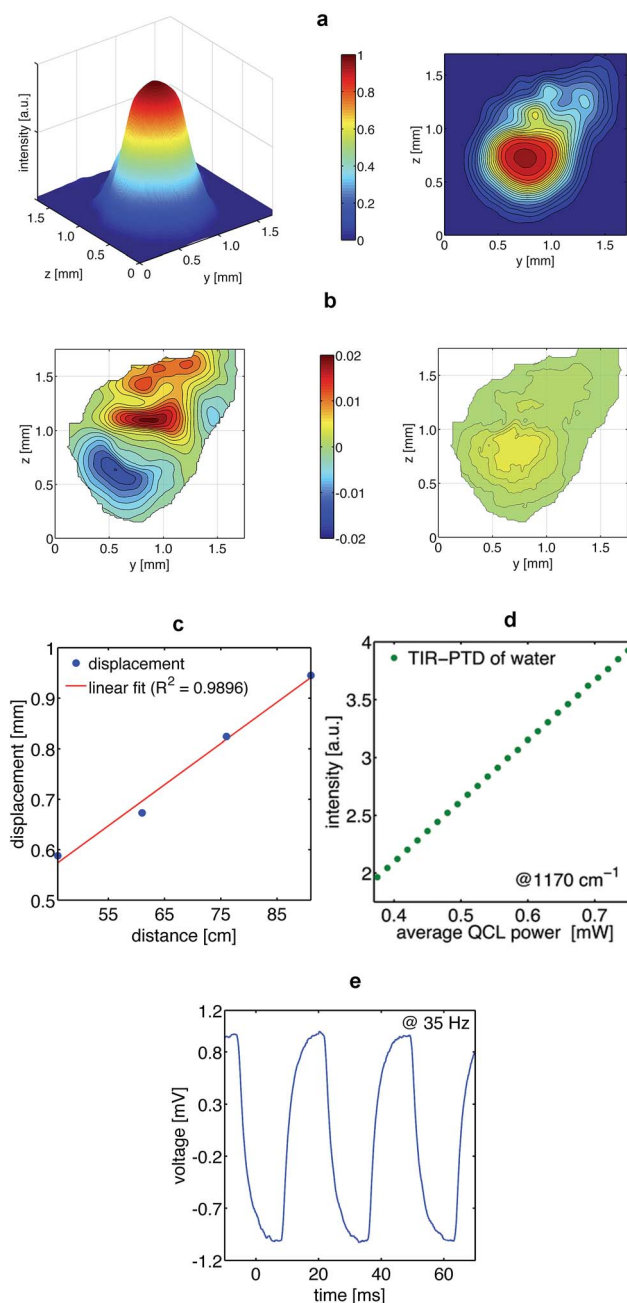 a
intensity [a.u.]
1.5
1.0
0.5
0
z [mm]
0
0.5
1.0
1.5
y [mm]
1
0.8
0.6
0.4
0.2
0
z [mm]
1.5
1.0
0.5
0
0 0.5 1.0 1.5
y [mm]
b
z [mm]
1.5
1.0
0.5
0
0 0.5 1.0 1.5
y [mm]
0.02
0.01
0
-0.01
-0.02
z [mm]
1.5
1.0
0.5
0
0 0.5 1.0 1.5
y [mm]
c
displacement
linear fit (R² = 0.9896)
displacement [mm]
1
0.9
0.8
0.7
0.6
0.5
55 65 75 85
distance [cm]
d
TIR−PTD of water
intensity [a.u.]
4
3.5
3
2.5
2
@1170 cm⁻¹
0.4 0.5 0.6 0.7
average QCL power [mW]
e
@ 35 Hz
voltage [mV]
1.2
0.8
0.3
-0.2
-0.7
-1.2
0 20 40 60
time [ms]